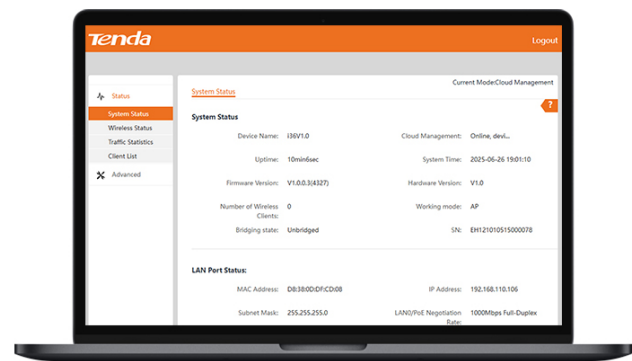 Tenda
Logout
Current Mode:Cloud Management
Status
System Status
?
System Status
System Status
Wireless Status
Device Name: i36V1.0 Cloud Management: Online, devi...
Traffic Statistics
Client List
Uptime: 10min6sec System Time: 2025-06-26 19:01:10
Advanced
Firmware Version: V1.0.0.3(4327) Hardware Version: V1.0
Number of Wireless Clients: 0 Working mode: AP
Bridging state: Unbridged SN: EH121010515000078
LAN Port Status:
MAC Address: D8:38:0D:DF:CD:08 IP Address: 192.168.110.106
Subnet Mask: 255.255.255.0 LAN0/PoE Negotiation Rate: 1000Mbps Full-Duplex